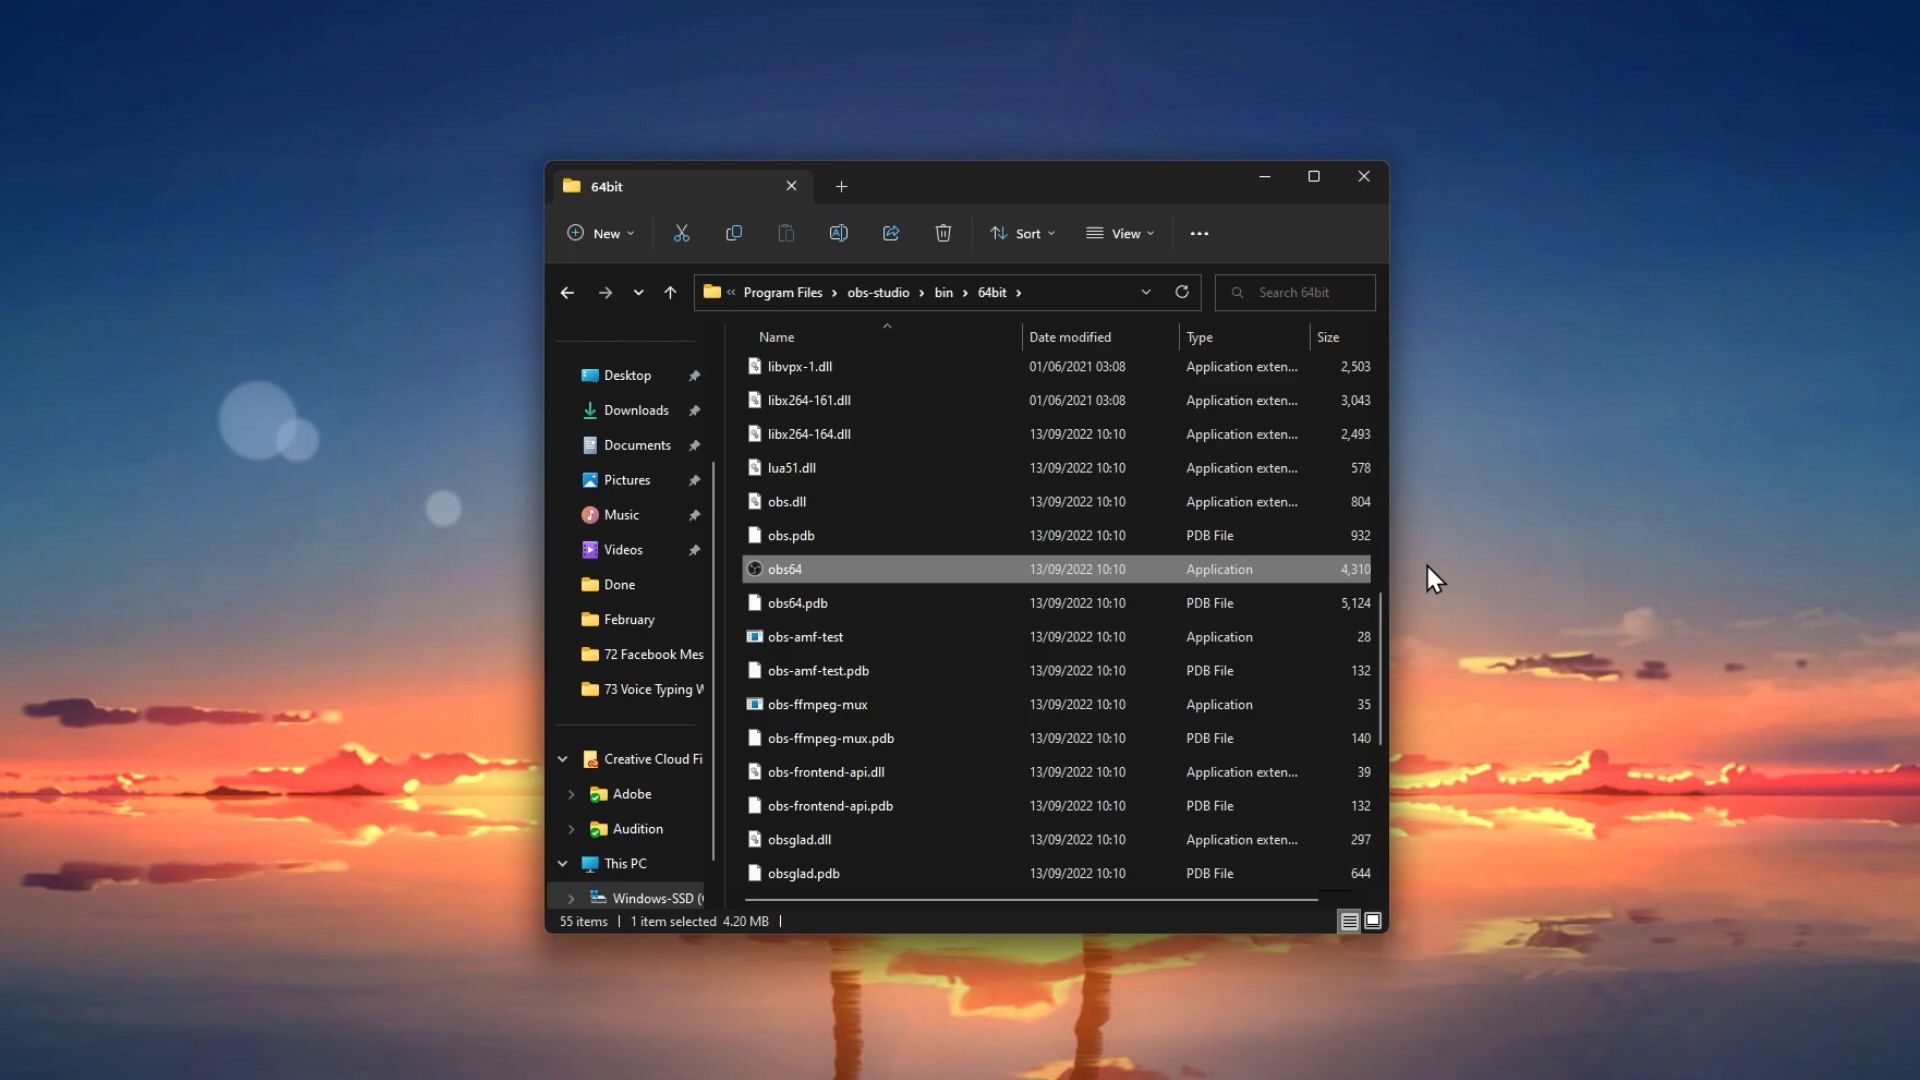 64bit
New
Sort
View
Program Files
obs-studio
bin
64bit
Search 64bit
Name Date modified Type Size
Desktop
Downloads
Documents
Pictures
Music
Videos
Done
February
72 Facebook Mes
73 Voice Typing W
Creative Cloud Fi
Adobe
Audition
This PC
Windows-SSD (
libvpx-1.dll 01/06/2021 03:08 Application exten... 2,503
libx264-161.dll 01/06/2021 03:08 Application exten... 3,043
libx264-164.dll 13/09/2022 10:10 Application exten... 2,493
lua51.dll 13/09/2022 10:10 Application exten... 578
obs.dll 13/09/2022 10:10 Application exten... 804
obs.pdb 13/09/2022 10:10 PDB File 932
obs64 13/09/2022 10:10 Application 4,310
obs64.pdb 13/09/2022 10:10 PDB File 5,124
obs-amf-test 13/09/2022 10:10 Application 28
obs-amf-test.pdb 13/09/2022 10:10 PDB File 132
obs-ffmpeg-mux 13/09/2022 10:10 Application 35
obs-ffmpeg-mux.pdb 13/09/2022 10:10 PDB File 140
obs-frontend-api.dll 13/09/2022 10:10 Application exten... 39
obs-frontend-api.pdb 13/09/2022 10:10 PDB File 132
obsglad.dll 13/09/2022 10:10 Application exten... 297
obsglad.pdb 13/09/2022 10:10 PDB File 644
55 items | 1 item selected 4.20 MB |